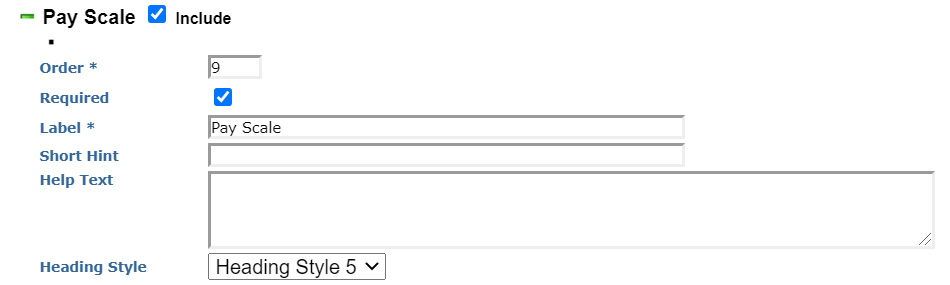 Pay Scale Include
Order * 9
Required
Label * Pay Scale
Short Hint
Help Text
Heading Style Heading Style 5